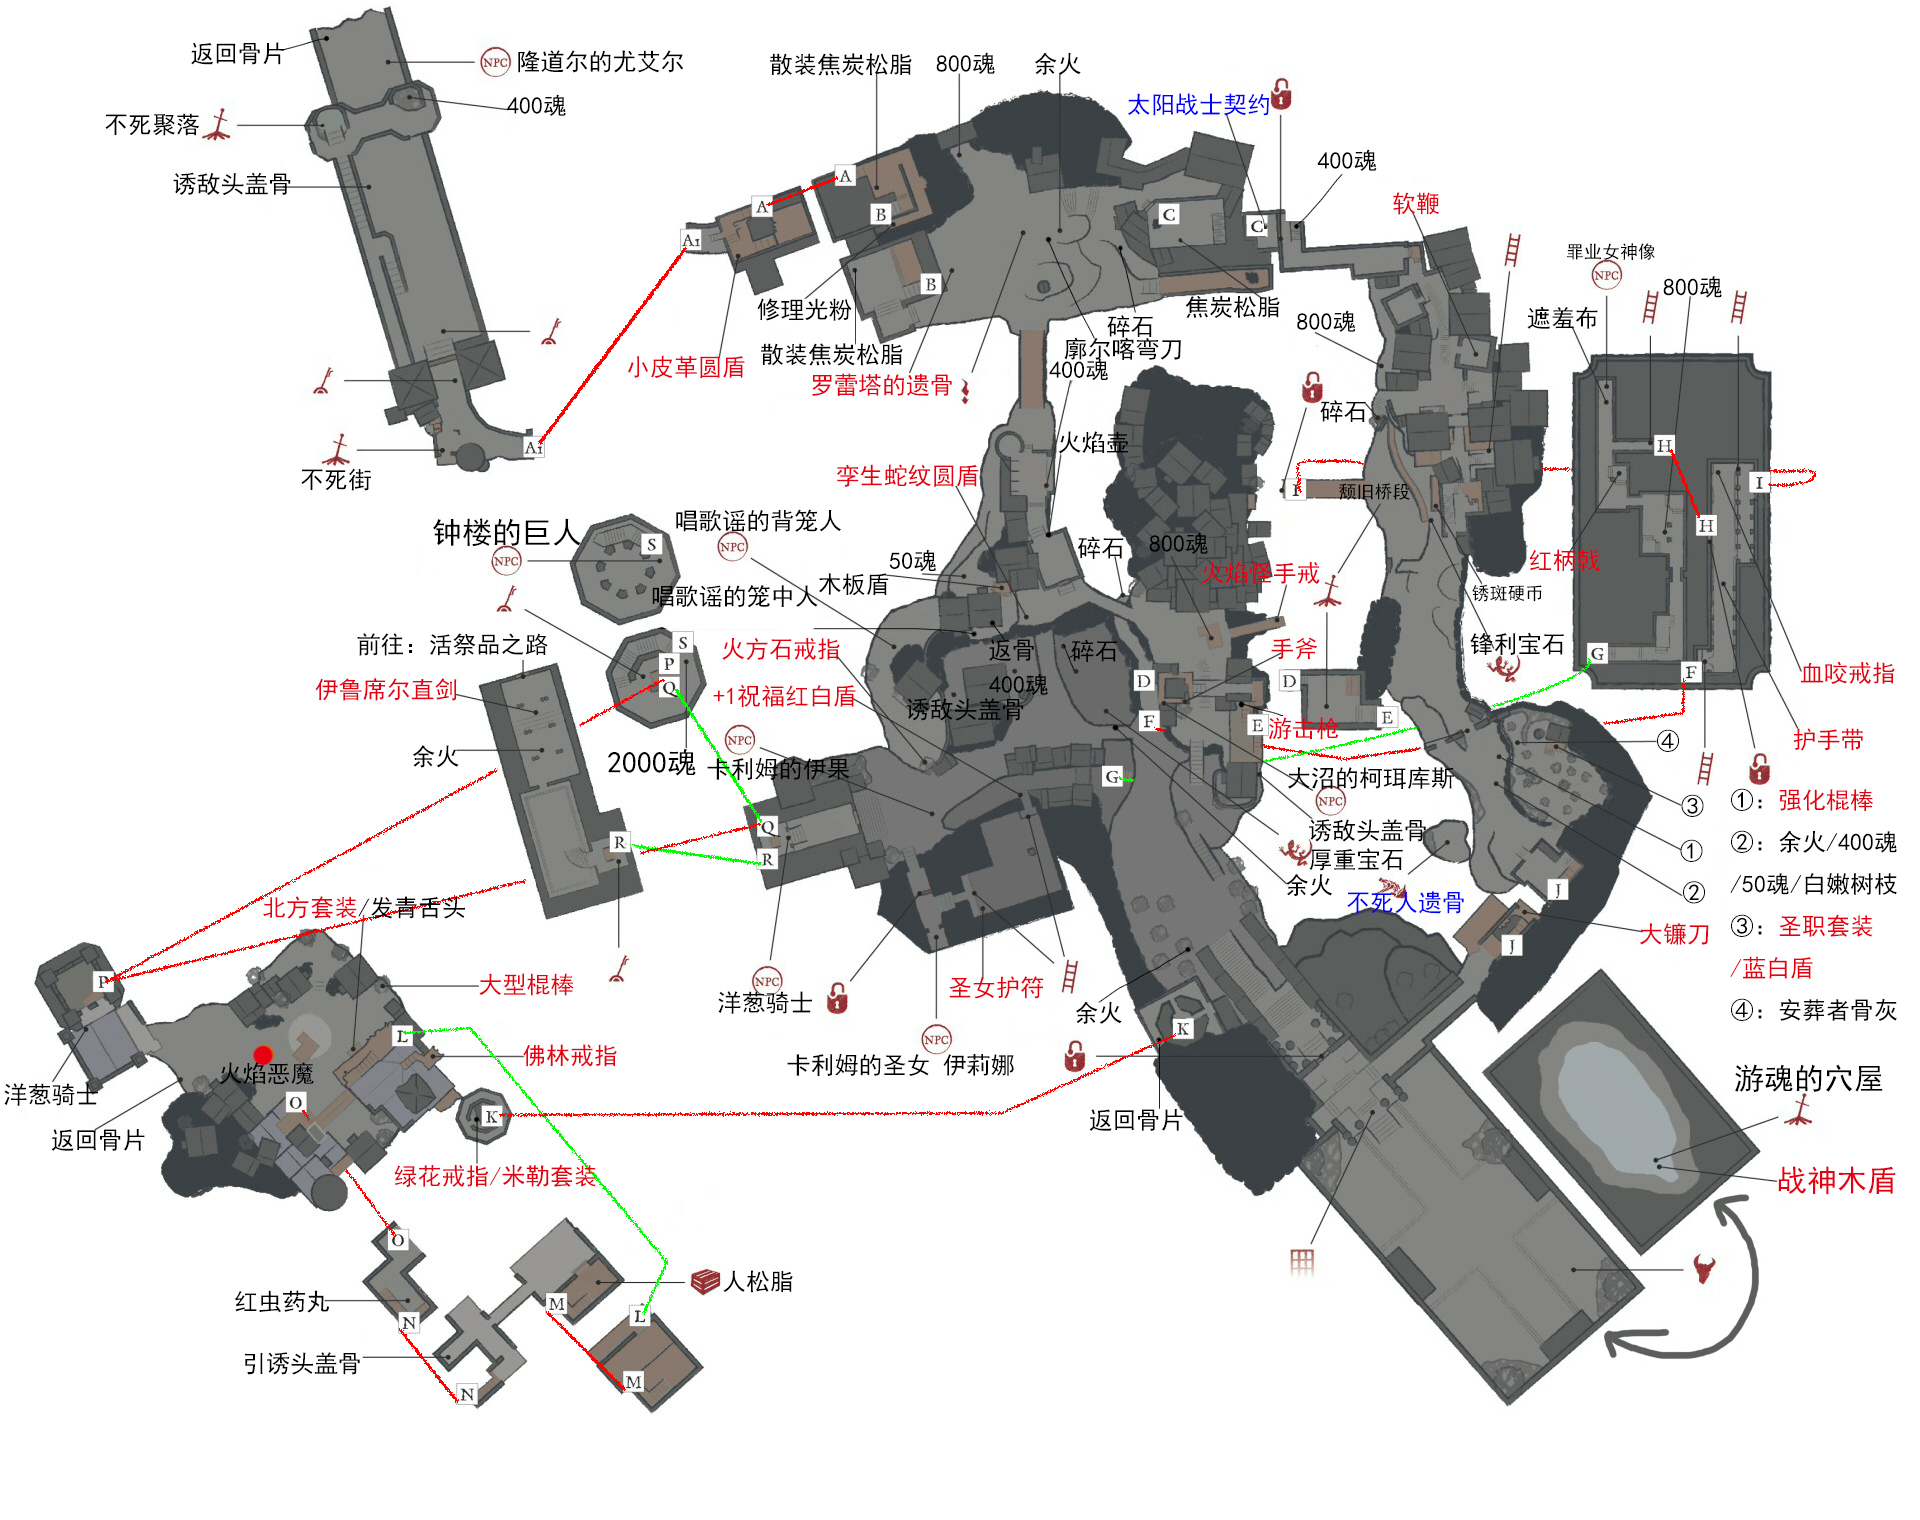 返回骨片
NPC 隆道尔的尤艾尔
400魂
不死聚落
诱敌头盖骨
不死街
A1
A1
A
A
B
B
散装焦炭松脂
800魂
余火
太阳战士契约
400魂
C
C
软鞭
罪业女神像
NPC
800魂
遮羞布
修理光粉
散装焦炭松脂
小皮革圆盾
罗蕾塔的遗骨
碎石
廓尔喀弯刀
400魂
焦炭松脂
800魂
碎石
火焰壶
孪生蛇纹圆盾
I
颓旧桥段
H
H
I
钟楼的巨人
NPC
S
唱歌谣的背笼人
NPC
50魂
木板盾
唱歌谣的笼中人
碎石
800魂
火焰怪手戒
红柄戟
锈斑硬币
锋利宝石
G
F
血咬戒指
护手带
前往：活祭品之路
伊鲁席尔直剑
余火
S
P
Q
2000魂
火方石戒指
+1祝福红白盾
返骨
碎石
400魂
诱敌头盖骨
手斧
D
D
F
E
E
游击枪
G
NPC
卡利姆的伊果
大沼的柯珥库斯
NPC
诱敌头盖骨
厚重宝石
余火
不死人遗骨
④
③
①
②
①：强化棍棒
②：余火/400魂
/50魂/白嫩树枝
③：圣职套装
/蓝白盾
④：安葬者骨灰
Q
R
R
J
J
大镰刀
北方套装/发青舌头
P
大型棍棒
NPC
洋葱骑士
圣女护符
NPC
卡利姆的圣女 伊莉娜
余火
K
返回骨片
L
佛林戒指
火焰恶魔
洋葱骑士
O
返回骨片
K
绿花戒指/米勒套装
游魂的穴屋
战神木盾
O
红虫药丸
N
引诱头盖骨
N
M
人松脂
L
M